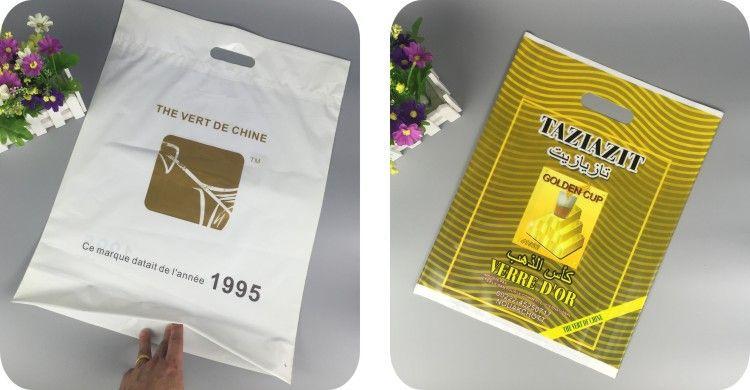 THE VERT DE CHINE
TM
Ce marque datait de l'année 1995
TAZIAZIT
تازيازيت
GOLDEN CUP
كأس الذهب
VERRE D'OR
NOUAKCHOTT
THE VERT DE CHINE